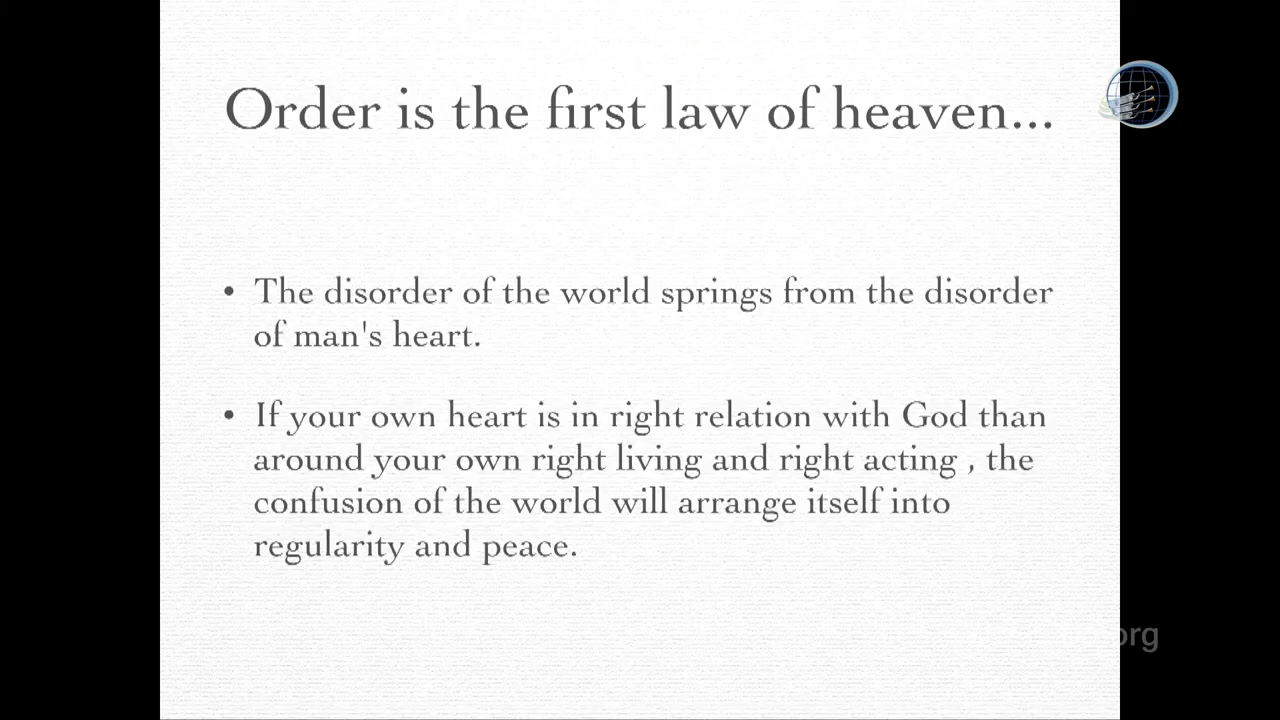 Order is the first law of heaven...
• The disorder of the world springs from the disorder
of man's heart.
• If your own heart is in right relation with God than
around your own right living and right acting , the
confusion of the world will arrange itself into
regularity and peace.
org